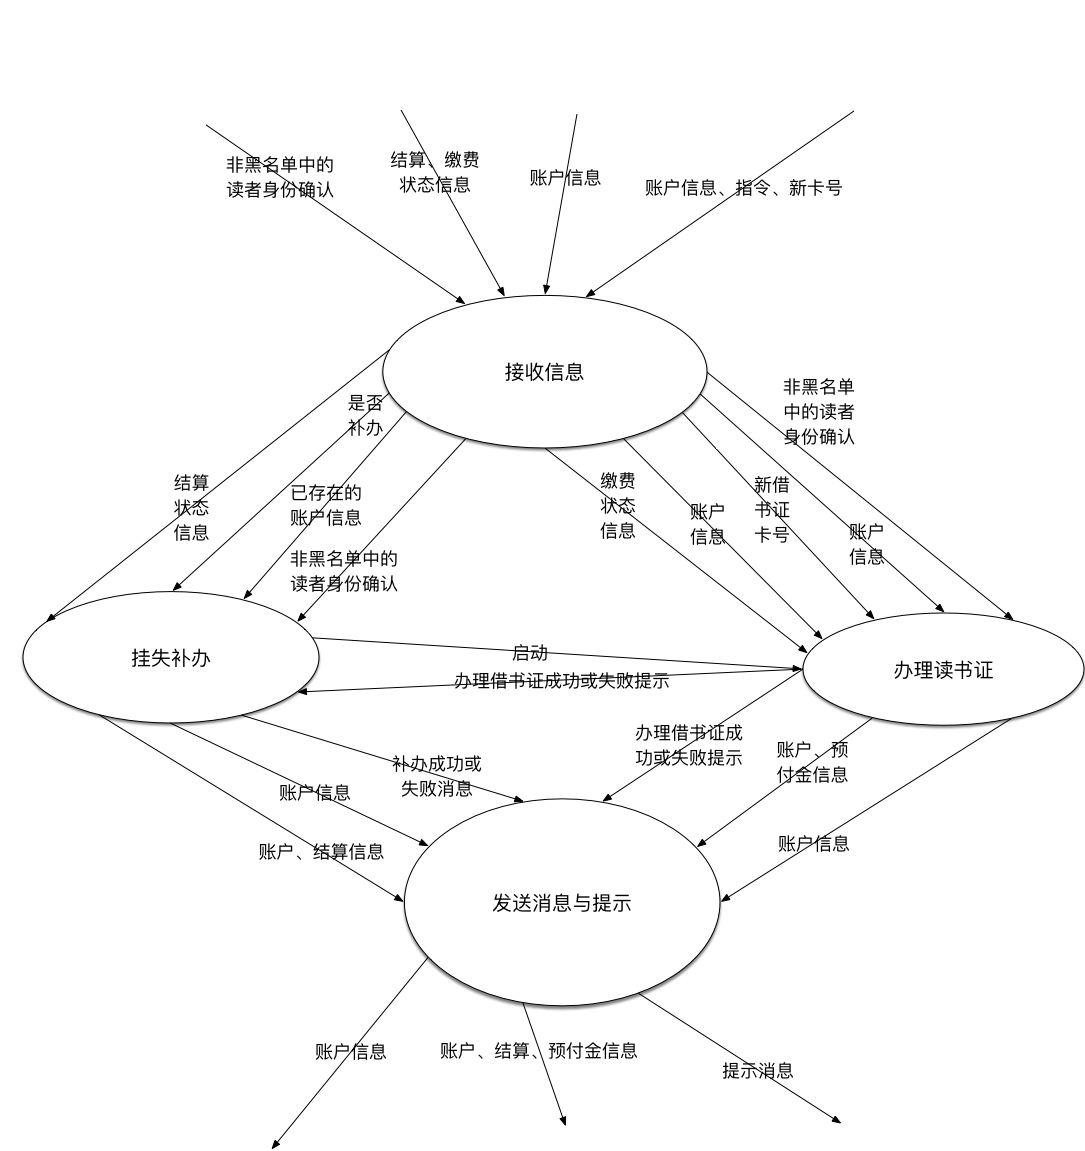 非黑名单中的
读者身份确认
结算、缴费
状态信息
账户信息
账户信息、指令、新卡号
接收信息
是否
补办
非黑名单
中的读者
身份确认
结算
状态
信息
已存在的
账户信息
非黑名单中的
读者身份确认
缴费
状态
信息
账户
信息
新借
书证
卡号
账户
信息
挂失补办
启动
办理借书证成功或失败提示
办理读书证
补办成功或
失败消息
账户信息
账户、结算信息
办理借书证成
功或失败提示
账户、预
付金信息
账户信息
发送消息与提示
账户信息
账户、结算、预付金信息
提示消息